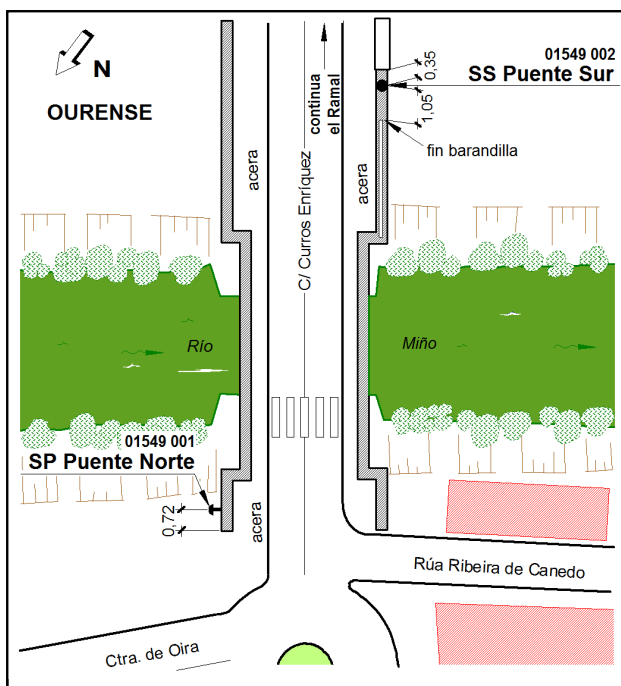 N
OURENSE
01549 002
SS Puente Sur
0,35
1,05
fin barandilla
continua
el Ramal
acera
acera
C/ Curros Enríquez
Río
Miño
01549 001
SP Puente Norte
0,72
acera
Rúa Ribeira de Canedo
Ctra. de Oira